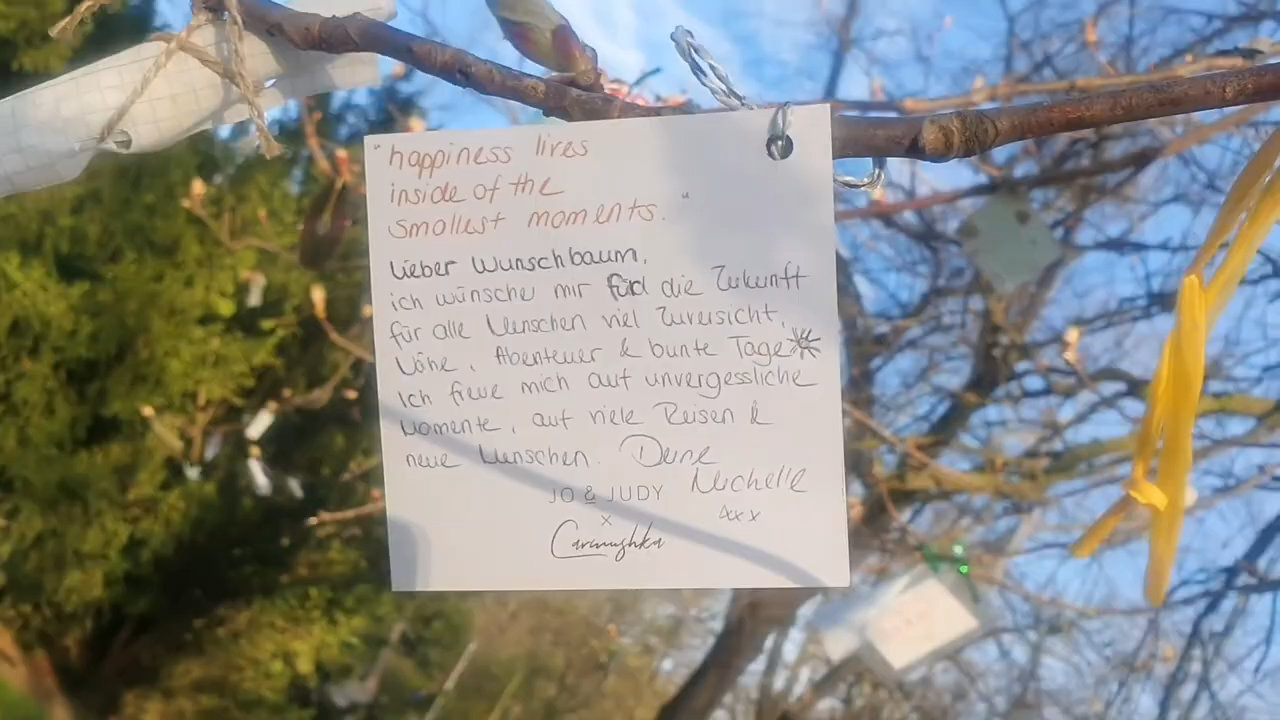 "happiness lives
inside of the
smallest moments."
Lieber Wunschbaum,
ich wünsche mir für die Zukunft
für alle Menschen viel Zuversicht,
Nähe, Abenteuer & bunte Tage
Ich freue mich auf unvergessliche
Momente, auf viele Reisen &
neue Menschen. Deine
Michelle
JO & JUDY
xxx
x
Carmushka